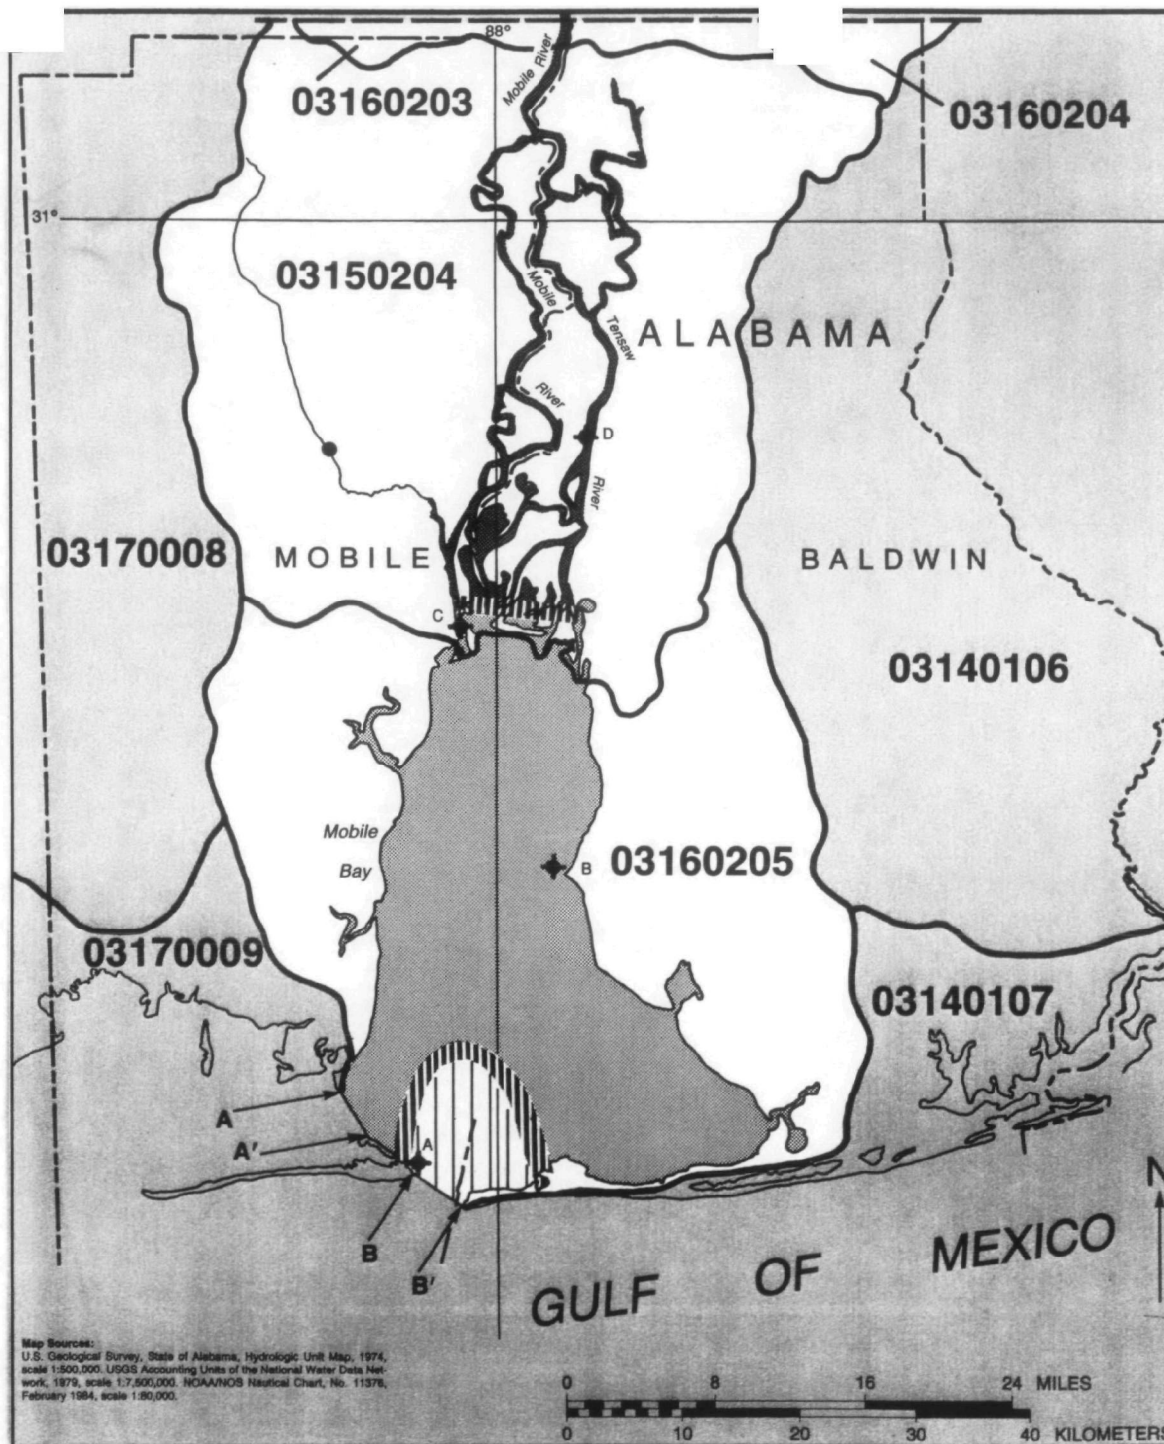 88°
Mobile River
03160203
03160204
31°
03150204
Mobile
ALABAMA
Tensaw
River
D
River
03170008
MOBILE
BALDWIN
C
03140106
Mobile
Bay
B
03160205
03170009
03140107
A
A'
A
N
B
B'
GULF OF MEXICO
Map Sources:
U.S. Geological Survey, State of Alabama, Hydrologic Unit Map, 1974,
scale 1:500,000. USGS Accounting Units of the National Water Data Net-
work, 1979, scale 1:7,500,000. NOAA/NOS Nautical Chart, No. 11376,
February 1984, scale 1:80,000.
0 8 16 24 MILES
0 10 20 30 40 KILOMETERS